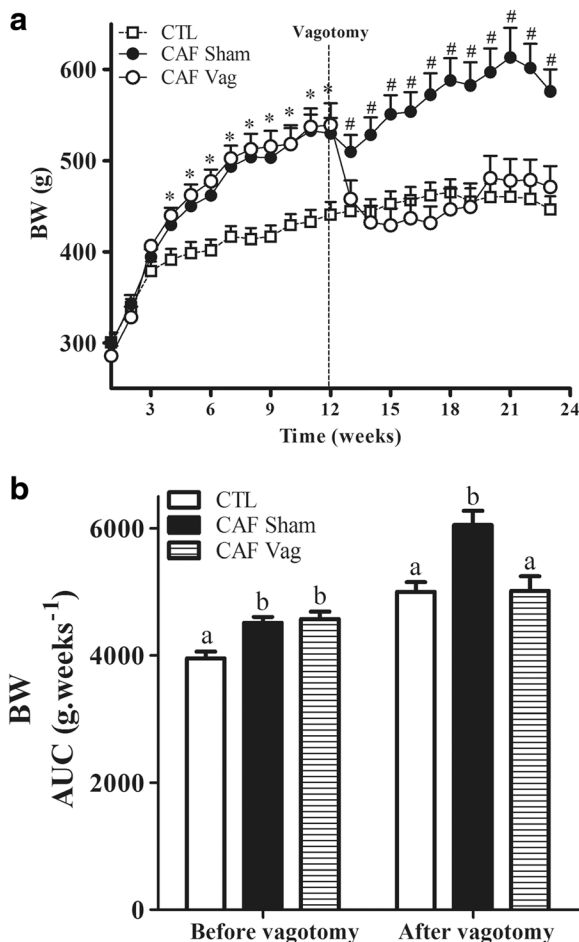 a
CTL
CAF Sham
CAF Vag
Vagotomy
# # # # # # # # # # #
* * * * * * * * *
600
500
400
300
BW (g)
3 6 9 12 15 18 21 24
Time (weeks)
b
CTL
CAF Sham
CAF Vag
6000
4000
2000
0
BW
AUC (g.weeks-1)
a b b a b a
Before vagotomy After vagotomy